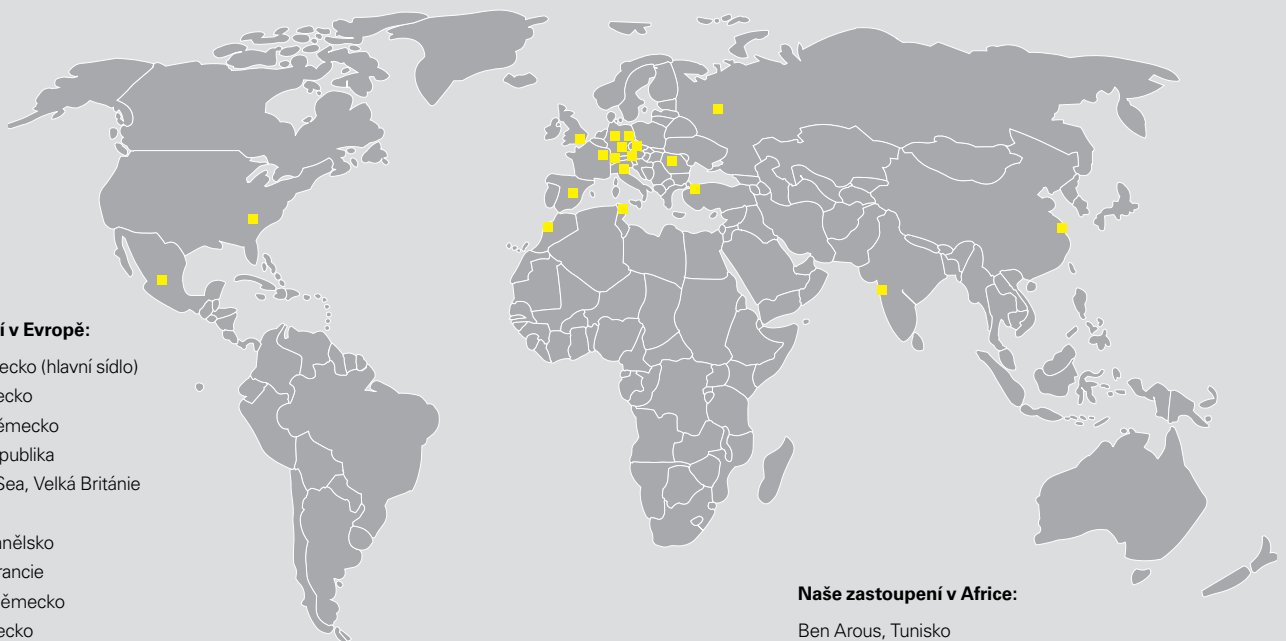 í v Evropě:
ecko (hlavní sídlo)
ecko
ěmecko
publika
Sea, Velká Británie
nělsko
rancie
ěmecko
ecko
Naše zastoupení v Africe:
Ben Arous, Tunisko